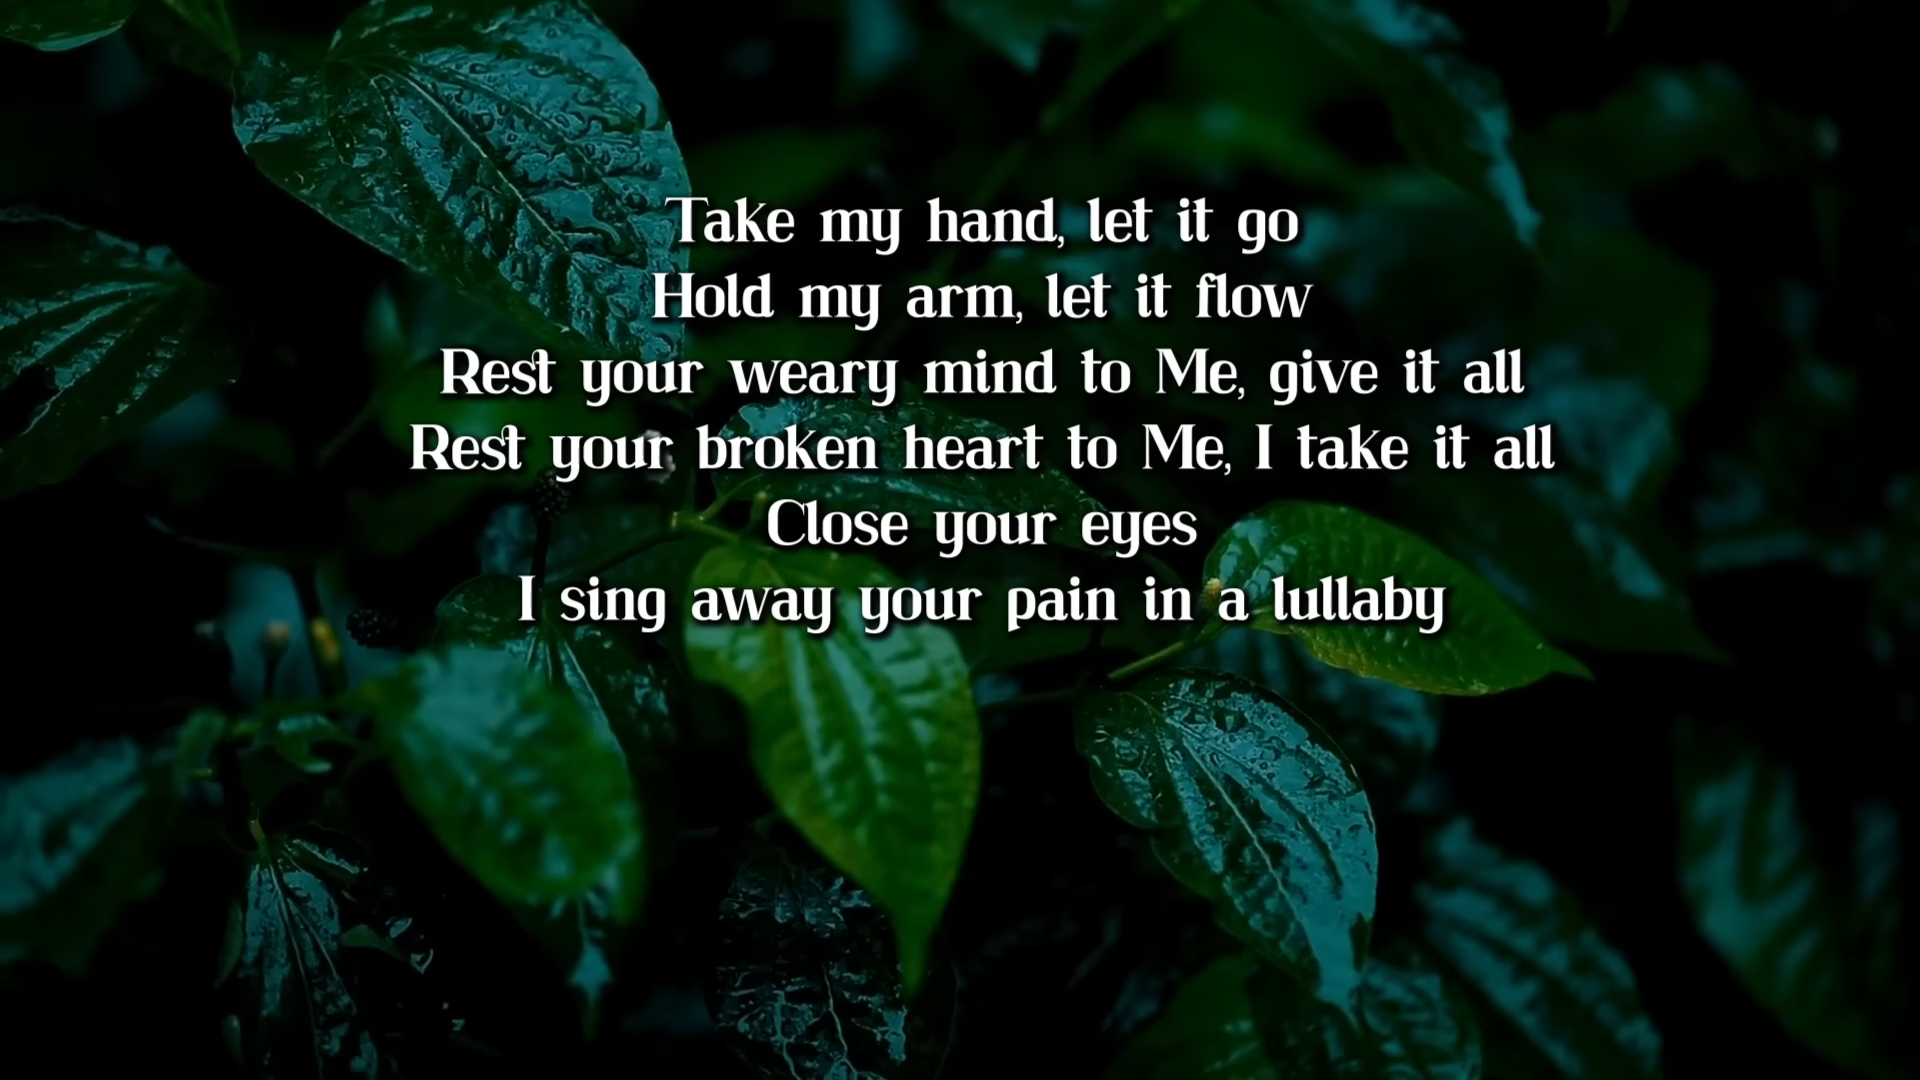 Take my hand, let it go
Hold my arm, let it flow
Rest your weary mind to Me, give it all
Rest your broken heart to Me, I take it all
Close your eyes
I sing away your pain in a lullaby